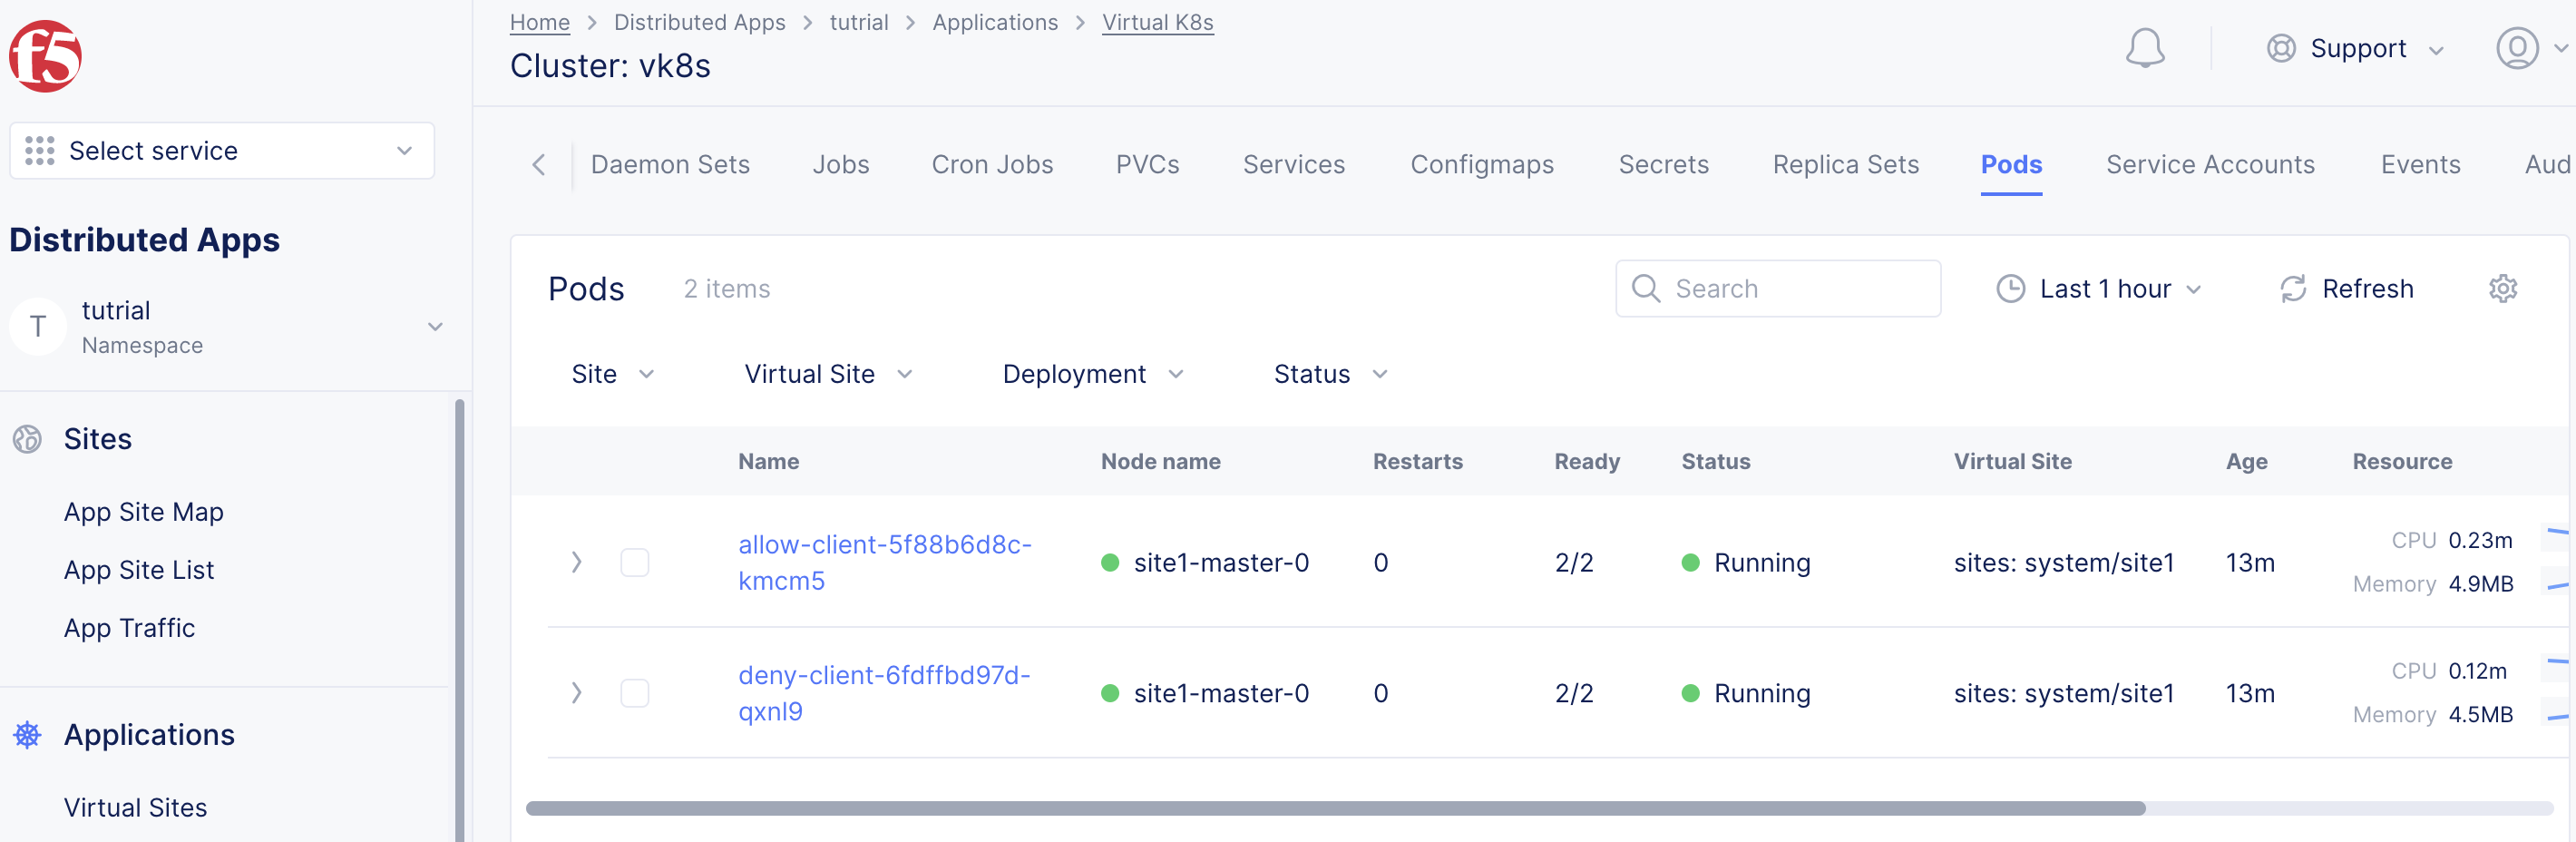 f5
Home > Distributed Apps > tutrial > Applications > Virtual K8s
Cluster: vk8s
Support
Select service
Distributed Apps
T
tutrial
Namespace
Sites
App Site Map
App Site List
App Traffic
Applications
Virtual Sites
Daemon Sets Jobs Cron Jobs PVCs Services Configmaps Secrets Replica Sets Pods Service Accounts Events Aud
Pods 2 items Search Last 1 hour Refresh
Site Virtual Site Deployment Status
Name Node name Restarts Ready Status Virtual Site Age Resource
allow-client-5f88b6d8c-
kmcm5
site1-master-0 0 2/2 Running sites: system/site1 13m
CPU 0.23m
Memory 4.9MB
deny-client-6fdffbd97d-
qxnl9
site1-master-0 0 2/2 Running sites: system/site1 13m
CPU 0.12m
Memory 4.5MB